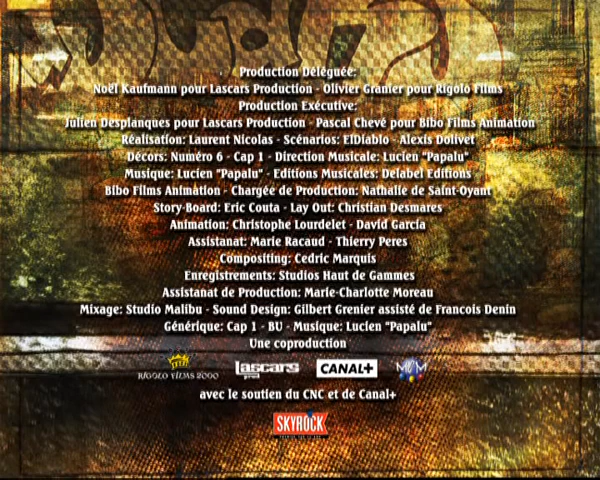 Production Déléguée:
Noël Kaufmann pour Lascars Production - Olivier Granier pour Rigolo Films
Production Exécutive:
Julien Desplanques pour Lascars Production - Pascal Chevé pour Bibo Films Animation
Réalisation: Laurent Nicolas - Scénarios: ElDiablo - Alexis Dolivet
Décors: Numéro 6 - Cap 1 - Direction Musicale: Lucien "Papalu"
Musique: Lucien "Papalu" - Editions Musicales: Delabel Editions
Bibo Films Animation - Chargée de Production: Nathalie de Saint-Oyant
Story-Board: Eric Couta - Lay Out: Christian Desmares
Animation: Christophe Lourdelet - David Garcia
Assistanat: Marie Racaud - Thierry Peres
Compositing: Cedric Marquis
Enregistrements: Studios Haut de Gammes
Assistanat de Production: Marie-Charlotte Moreau
Mixage: Studio Malibu - Sound Design: Gilbert Grenier assisté de Francois Denin
Générique: Cap 1 - BU - Musique: Lucien "Papalu"
Une coproduction
RIGOLO FILMS 2000 Lascars prod CANAL+ MCM
avec le soutien du CNC et de Canal+
SKYROCK